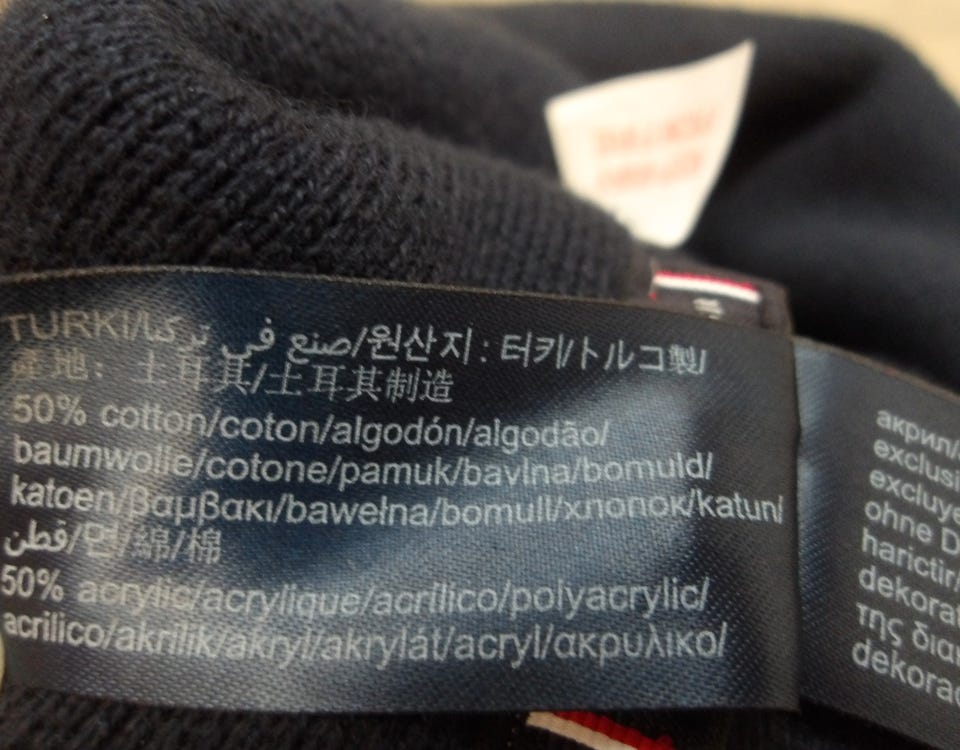 TURKI/صنع في تركيا/원산지 : 터키/トルコ製/
產地: 土耳其/土耳其制造
50% cotton/coton/algodón/algodão/
baumwolle/cotone/pamuk/bavlna/bomuld/
katoen/βαμβακι/bawełna/bomull/хлопок/katun/
قطن/면/綿/棉
50% acrylic/acrylique/acrílico/polyacrylic/
acrilico/akrilik/akryl/akrylát/acryl/ακρυλικο/
акрил/
exclusi
excluye
ohne D
harictir/
dekorat
της δια
dekorac